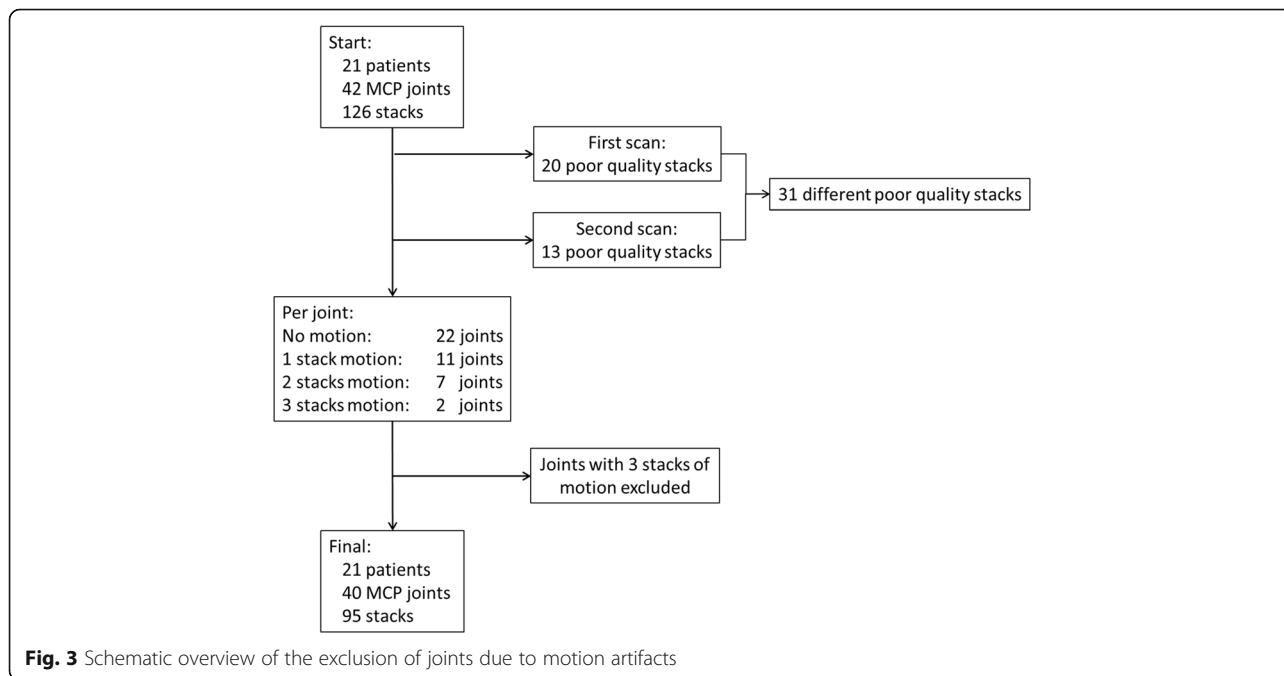 Start:
21 patients
42 MCP joints
126 stacks
First scan:
20 poor quality stacks
31 different poor quality stacks
Second scan:
13 poor quality stacks
Per joint:
No motion: 22 joints
1 stack motion: 11 joints
2 stacks motion: 7 joints
3 stacks motion: 2 joints
Joints with 3 stacks of
motion excluded
Final:
21 patients
40 MCP joints
95 stacks
Fig. 3 Schematic overview of the exclusion of joints due to motion artifacts